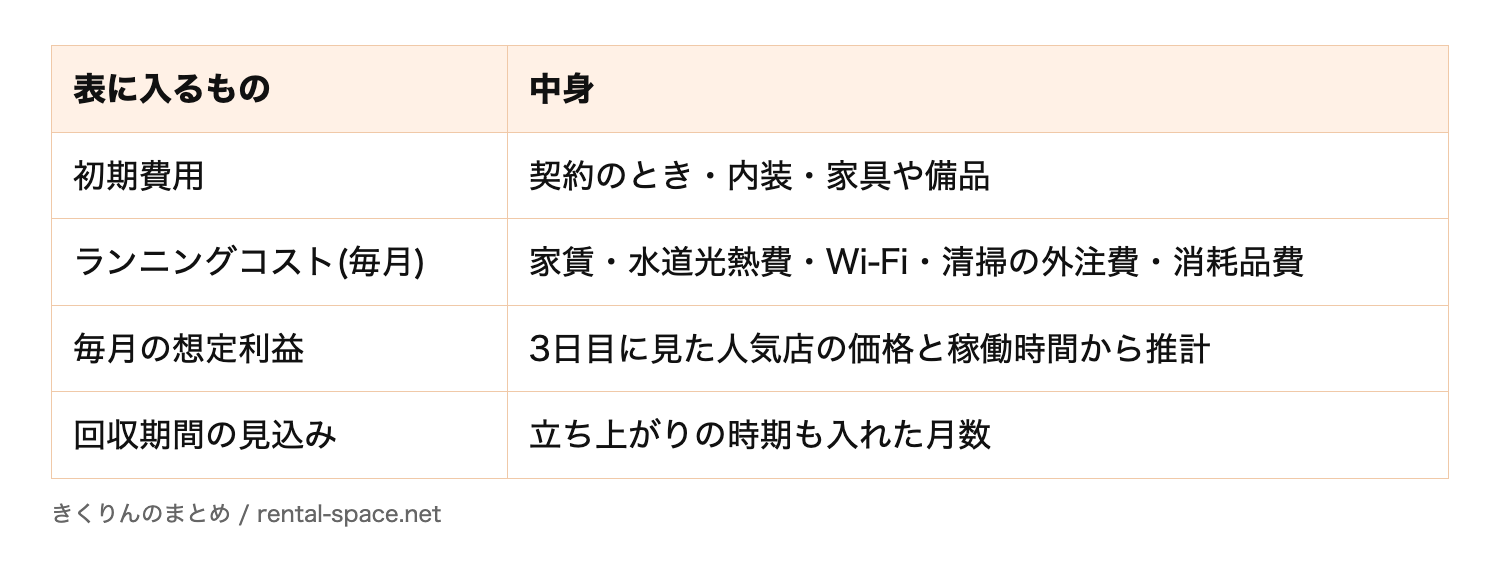 表に入るもの 中身
初期費用 契約のとき・内装・家具や備品
ランニングコスト(毎月) 家賃・水道光熱費・Wi-Fi・清掃の外注費・消耗品費
毎月の想定利益 3日目に見た人気店の価格と稼働時間から推計
回収期間の見込み 立ち上がりの時期も入れた月数
きくりんのまとめ / rental-space.net